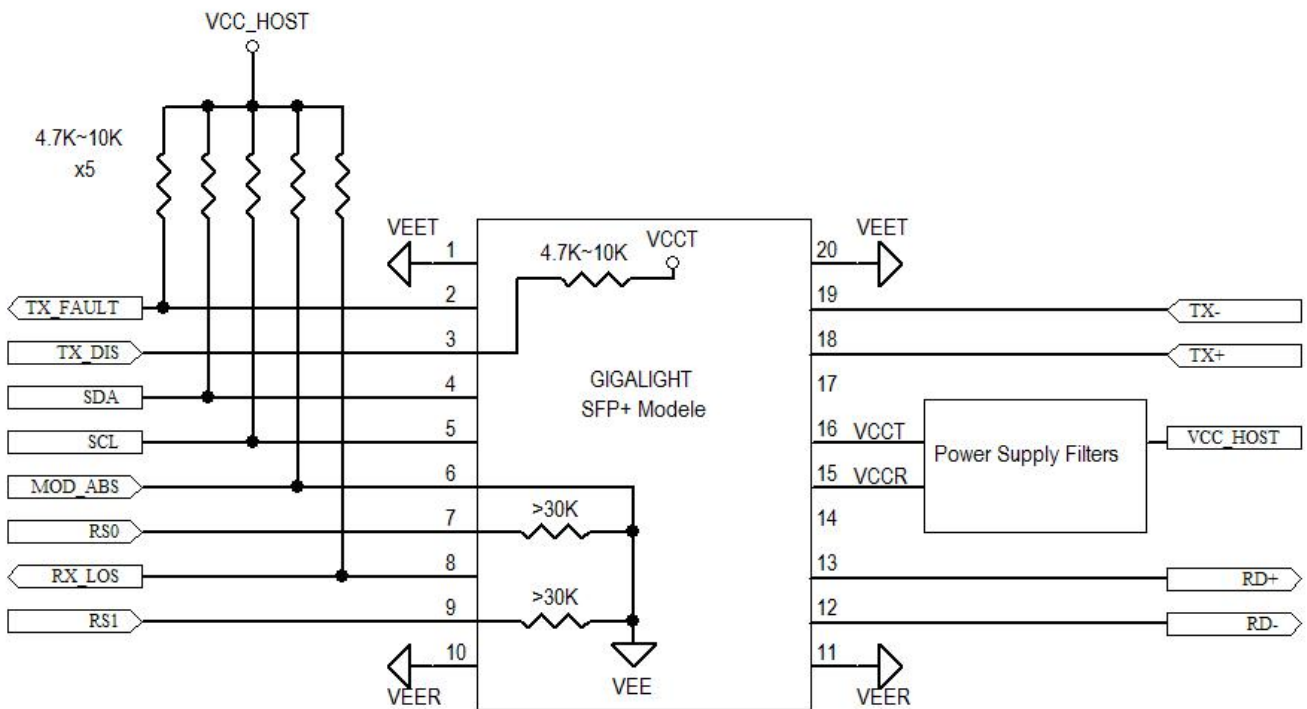 VCC_HOST
4.7K~10K
x5
VEET
1
4.7K~10K
VCCT
20
VEET
TX_FAULT
2
19
TX-
TX_DIS
3
18
TX+
SDA
4
GIGALIGHT
SFP+ Modele
17
SCL
5
16
VCCT
Power Supply Filters
VCC_HOST
MOD_ABS
6
15
VCCR
RS0
7
>30K
14
RX_LOS
8
13
RD+
RS1
9
>30K
12
RD-
10
VEER
VEE
11
VEER